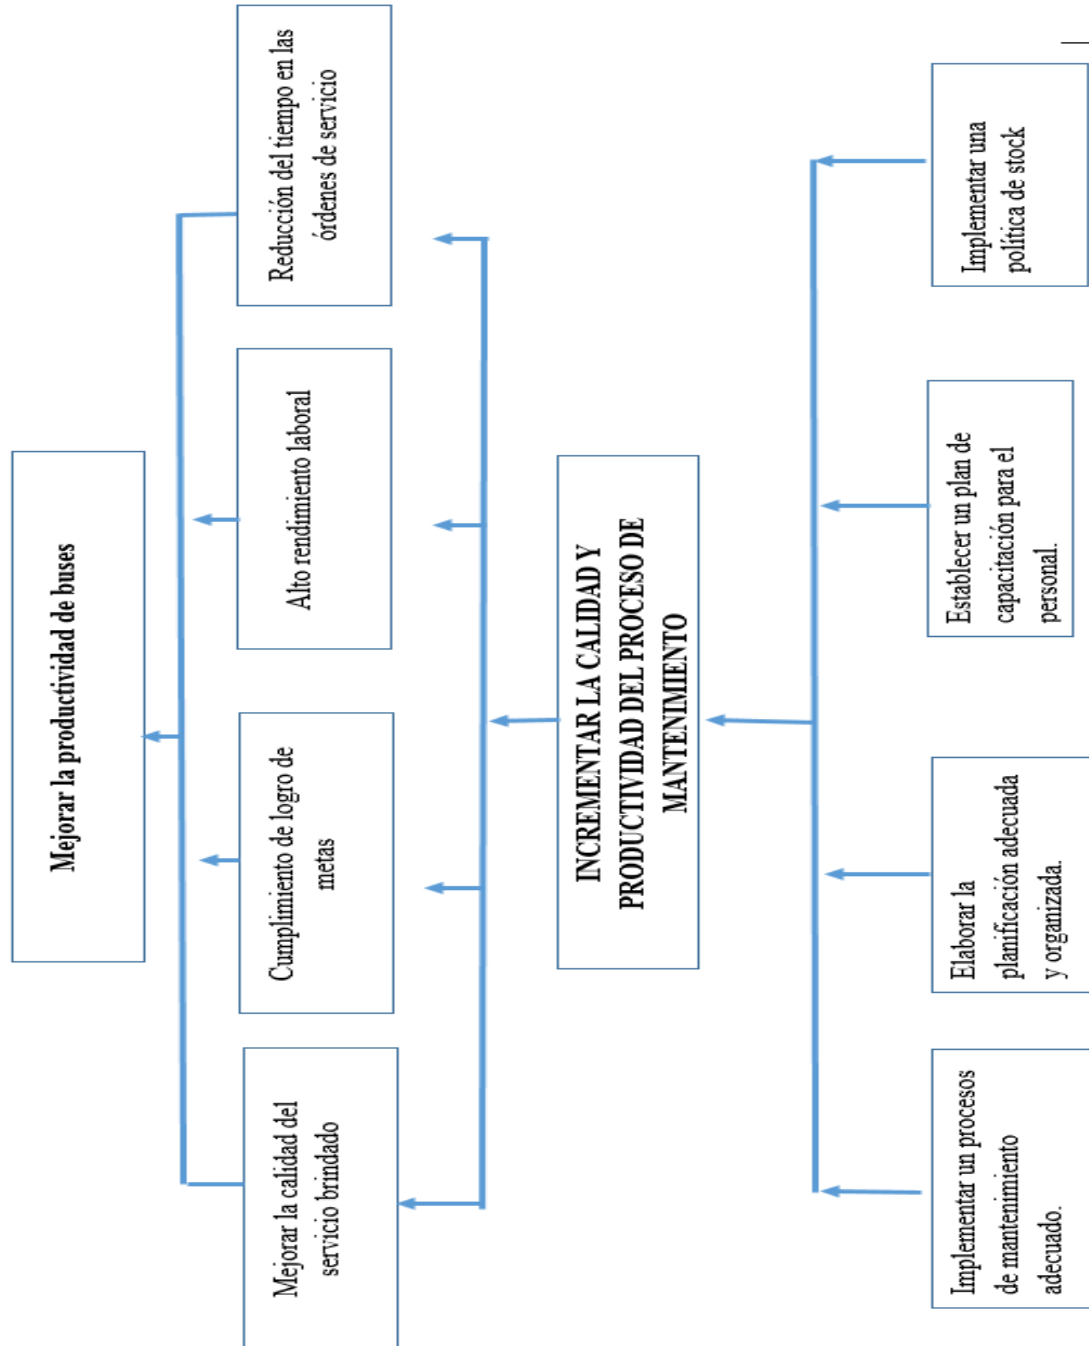 Mejorar la productividad de buses
Mejorar la calidad del
servicio brindado
Cumplimiento de logro de
metas
Alto rendimiento laboral
Reducción del tiempo en las
órdenes de servicio
INCREMENTAR LA CALIDAD Y
PRODUCTIVIDAD DEL PROCESO DE
MANTENIMIENTO
Implementar un procesos
de mantenimiento
adecuado.
Elaborar la
planificación adecuada
y organizada.
Establecer un plan de
capacitación para el
personal.
Implementar una
política de stock